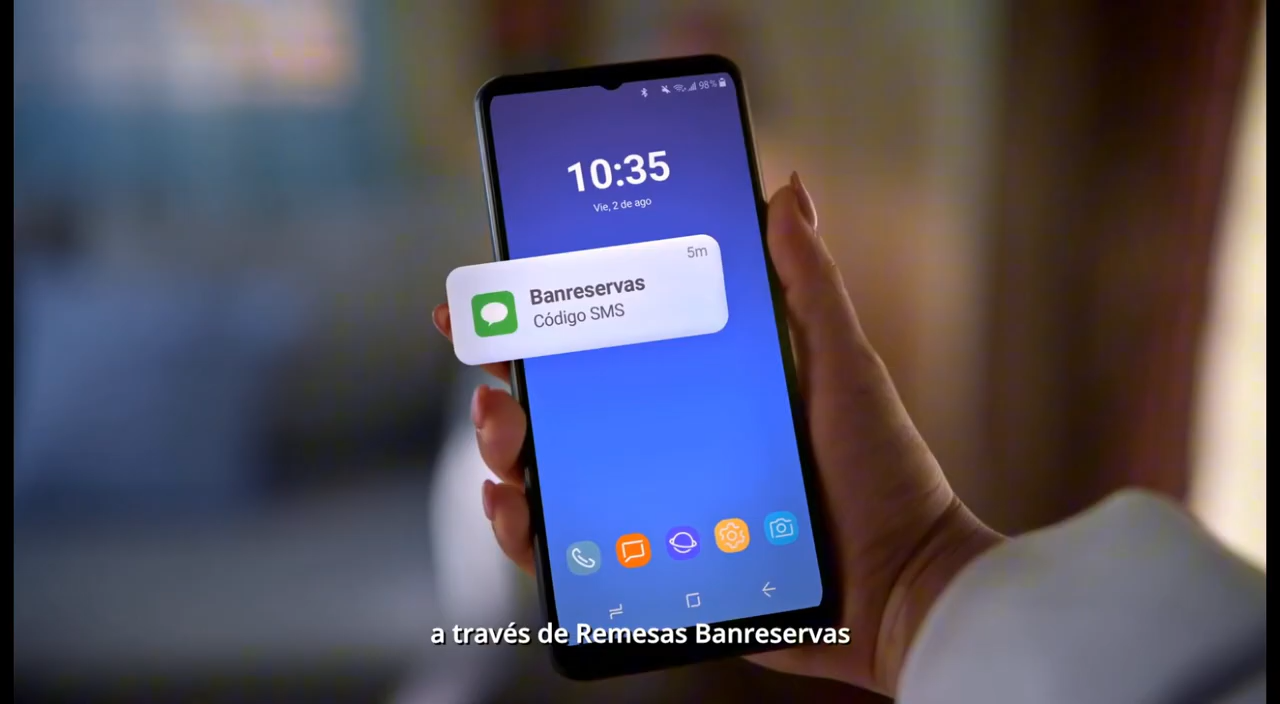 98%
10:35
Vie, 2 de ago
5m
Banreservas
Código SMS
a través de Remesas Banreservas